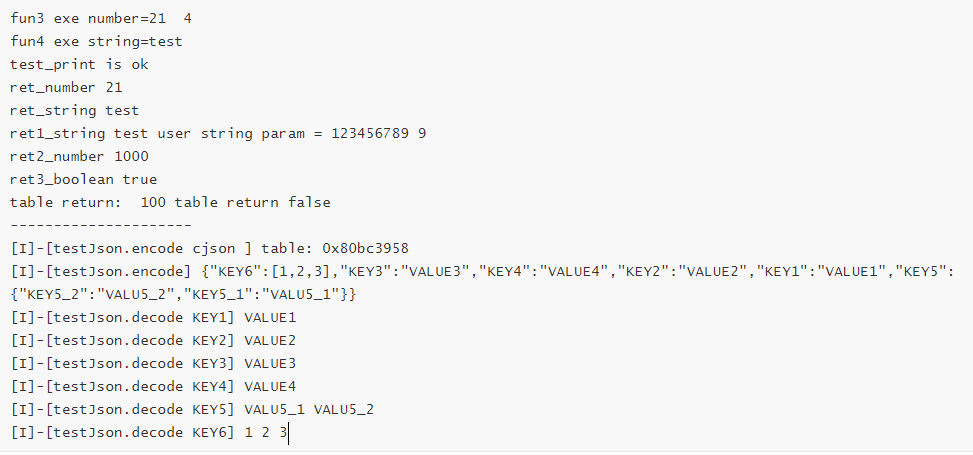 fun3 exe number=21  4
fun4 exe string=test
test_print is ok
ret_number 21
ret_string test
ret1_string test user string param = 123456789 9
ret2_number 1000
ret3_boolean true
table return:  100 table return false
---------------------
[I]-[testJson.encode cjson ] table: 0x80bc3958
[I]-[testJson.encode] {"KEY6":[1,2,3],"KEY3":"VALUE3","KEY4":"VALUE4","KEY2":"VALUE2","KEY1":"VALUE1","KEY5":
{"KEY5_2":"VALU5_2","KEY5_1":"VALU5_1"}}
[I]-[testJson.decode KEY1] VALUE1
[I]-[testJson.decode KEY2] VALUE2
[I]-[testJson.decode KEY3] VALUE3
[I]-[testJson.decode KEY4] VALUE4
[I]-[testJson.decode KEY5] VALU5_1 VALU5_2
[I]-[testJson.decode KEY6] 1 2 3